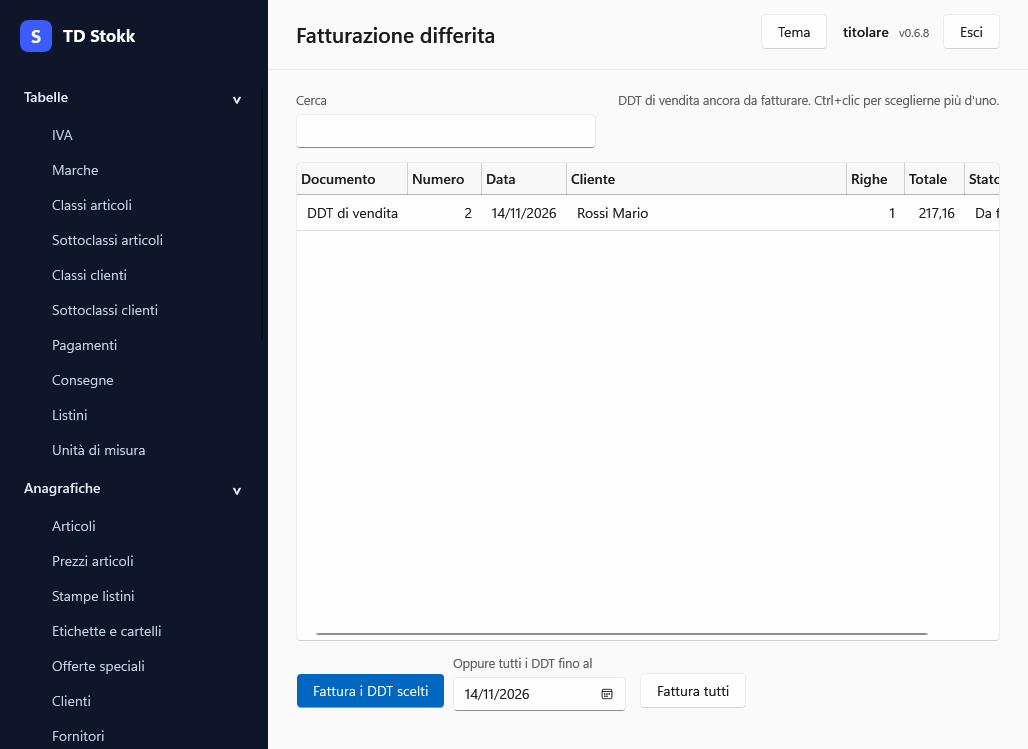 S TD Stokk
Tabelle
IVA
Marche
Classi articoli
Sottoclassi articoli
Classi clienti
Sottoclassi clienti
Pagamenti
Consegne
Listini
Unità di misura
Anagrafiche
Articoli
Prezzi articoli
Stampe listini
Etichette e cartelli
Offerte speciali
Clienti
Fornitori
Fatturazione differita
Tema titolare v0.6.8 Esci
Cerca
DDT di vendita ancora da fatturare. Ctrl+clic per sceglierne più d'uno.
Documento Numero Data Cliente Righe Totale
DDT di vendita 2 14/11/2026 Rossi Mario 1 217,16 Da
Oppure tutti i DDT fino al
Fattura i DDT scelti 14/11/2026 Fattura tutti